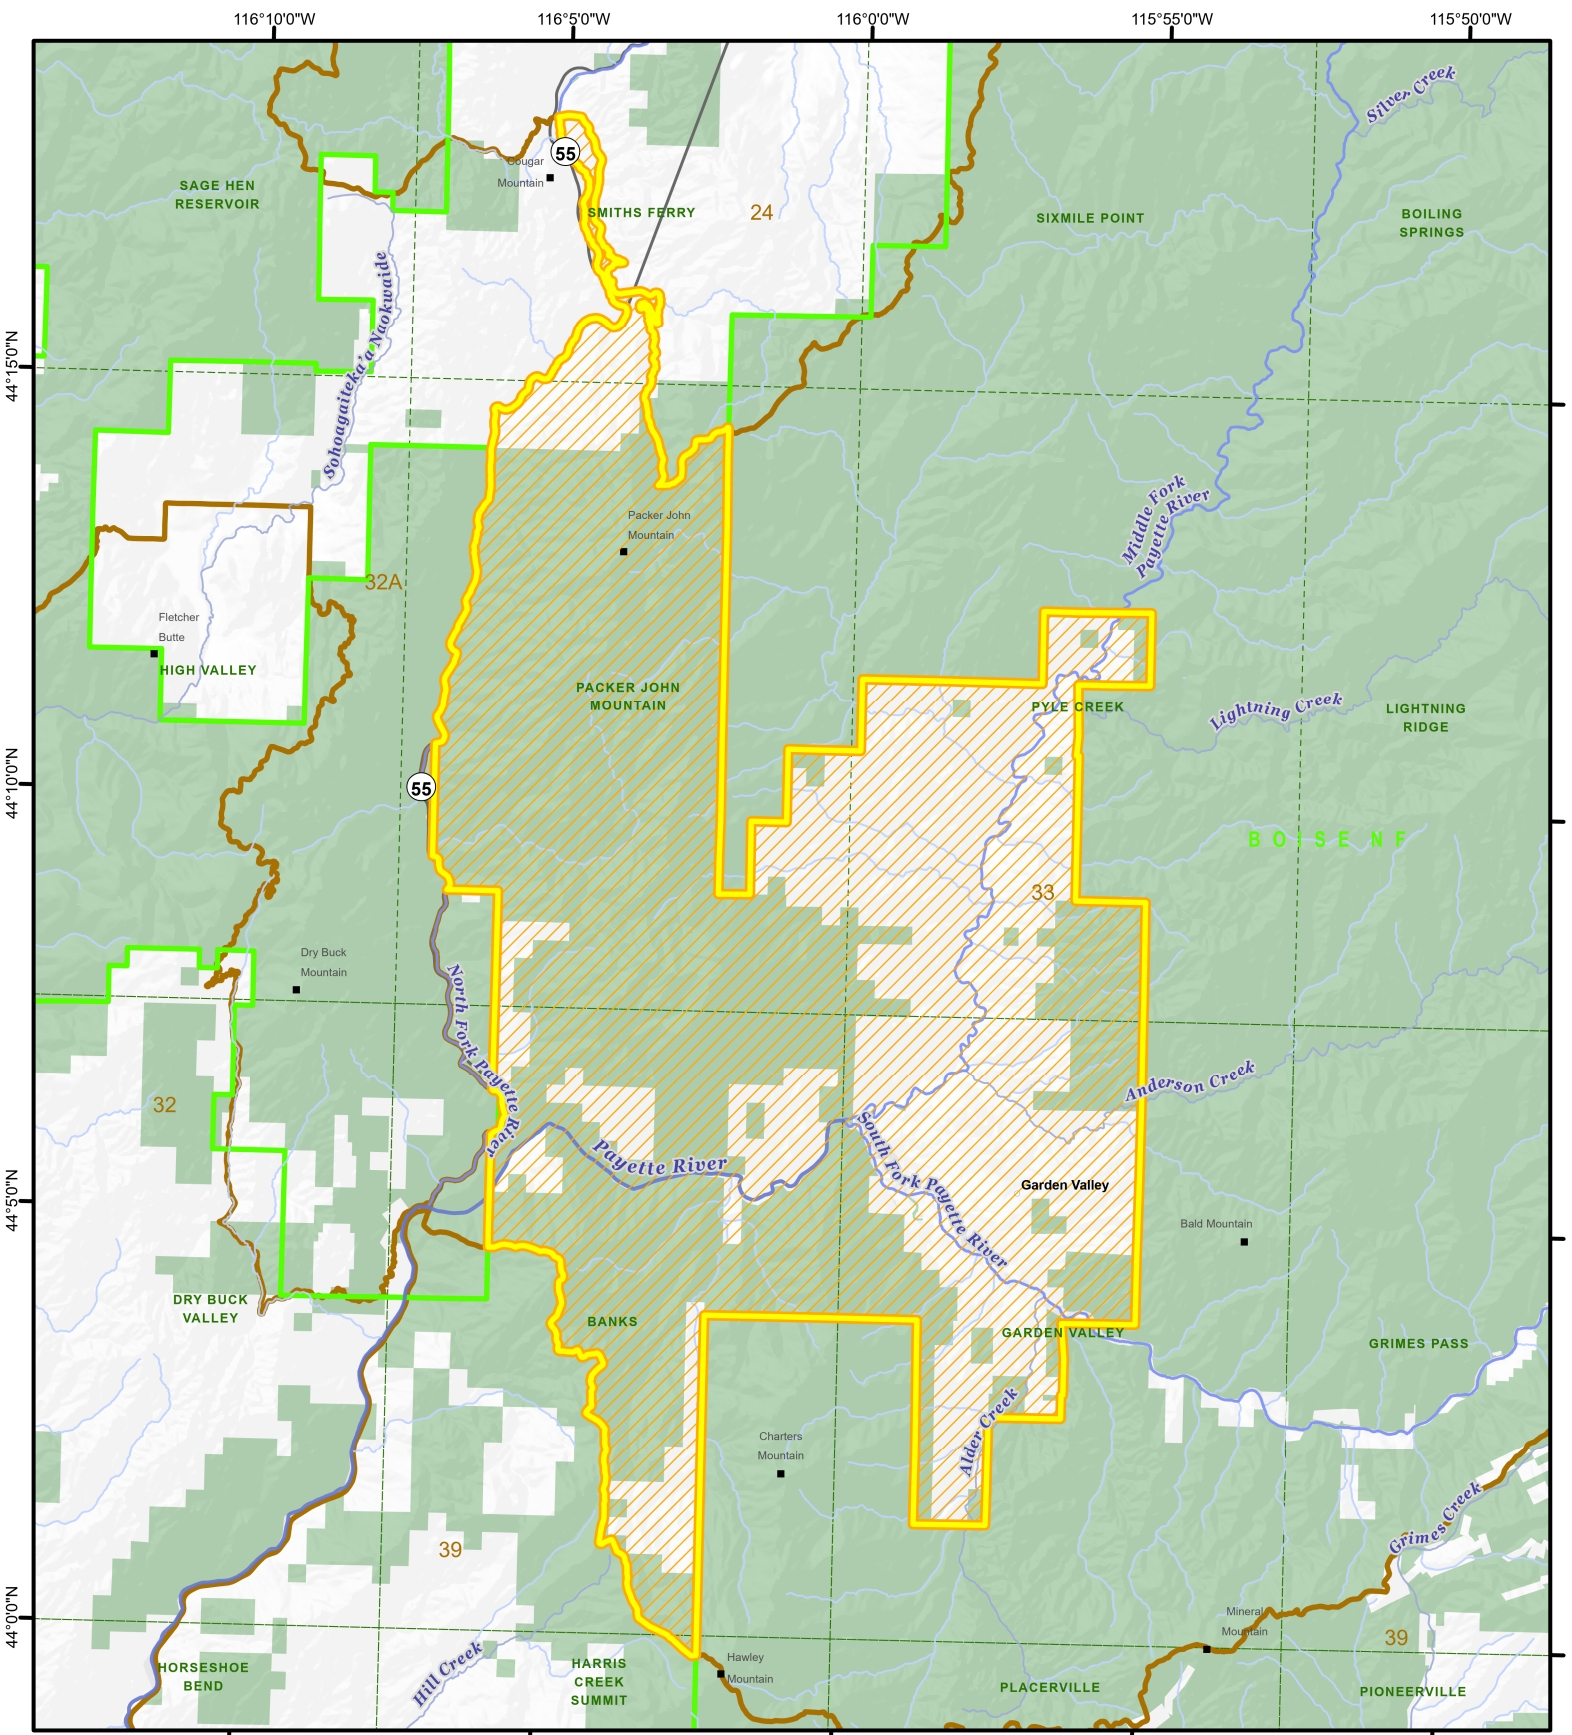 116°10'0"W
116°50'0"W
116°0'0"W
115°55'0"W
115°50'0"W
Silver Creek
55
Cougar
Mountain
SAGE HEN
RESERVOIR
SMITHS FERRY
24
SIXMILE POINT
BOILING
SPRINGS
Sohoagaiteka'a Naokwaide
44°15'0"N
Middle Fork
Payette River
Packer John
Mountain
32A
Fletcher
Butte
HIGH VALLEY
PACKER JOHN
MOUNTAIN
PYLE CREEK
Lightning Creek
LIGHTNING
RIDGE
44°10'0"N
55
BOISE NF
33
Dry Buck
Mountain
North Fork Payette River
32
Anderson Creek
Payette River
South Fork Payette River
Garden Valley
44°5'0"N
Bald Mountain
DRY BUCK
VALLEY
BANKS
GARDEN VALLEY
GRIMES PASS
Alder Creek
Charters
Mountain
Grimes Creek
39
44°0'0"N
Mineral
Mountain
39
Hill Creek
HORSESHOE
BEND
HARRIS
CREEK
SUMMIT
Hawley
Mountain
PLACERVILLE
PIONEERVILLE